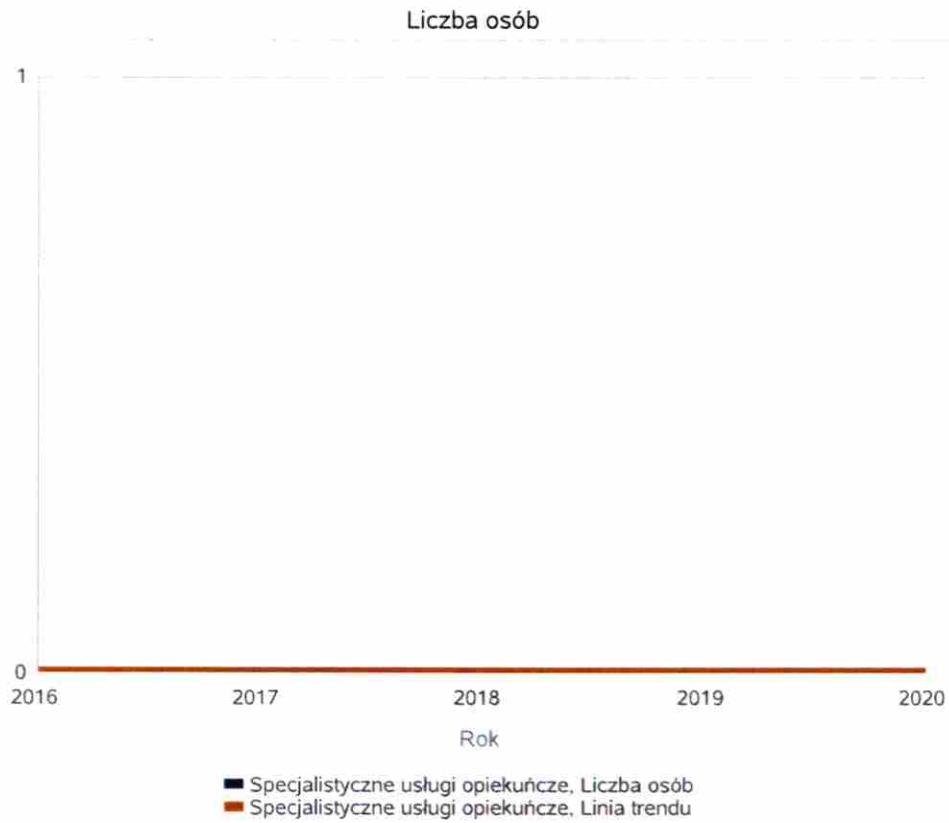 Liczba osób
1
0
2016 2017 2018 2019 2020
Rok
Specjalistyczne usługi opiekuńcze, Liczba osób
Specjalistyczne usługi opiekuńcze, Linia trendu